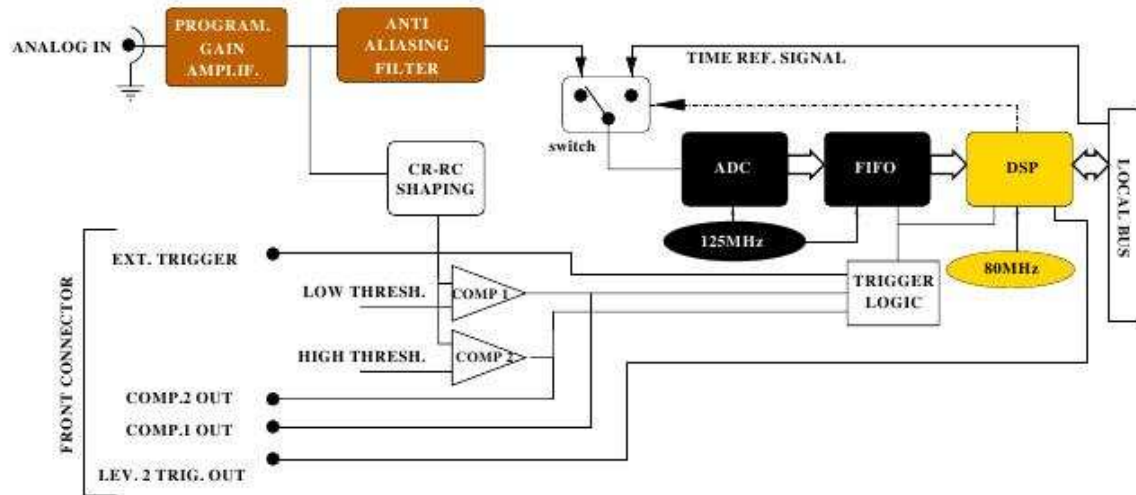 ANALOG IN
PROGRAM.
GAIN
AMPLIF.
ANTI
ALIASING
FILTER
TIME REF. SIGNAL
switch
ADC
FIFO
DSP
LOCAL BUS
CR-RC
SHAPING
125MHz
80MHz
FRONT CONNECTOR
EXT. TRIGGER
TRIGGER
LOGIC
LOW THRESH.
COMP 1
HIGH THRESH.
COMP 2
COMP.2 OUT
COMP.1 OUT
LEV. 2 TRIG. OUT